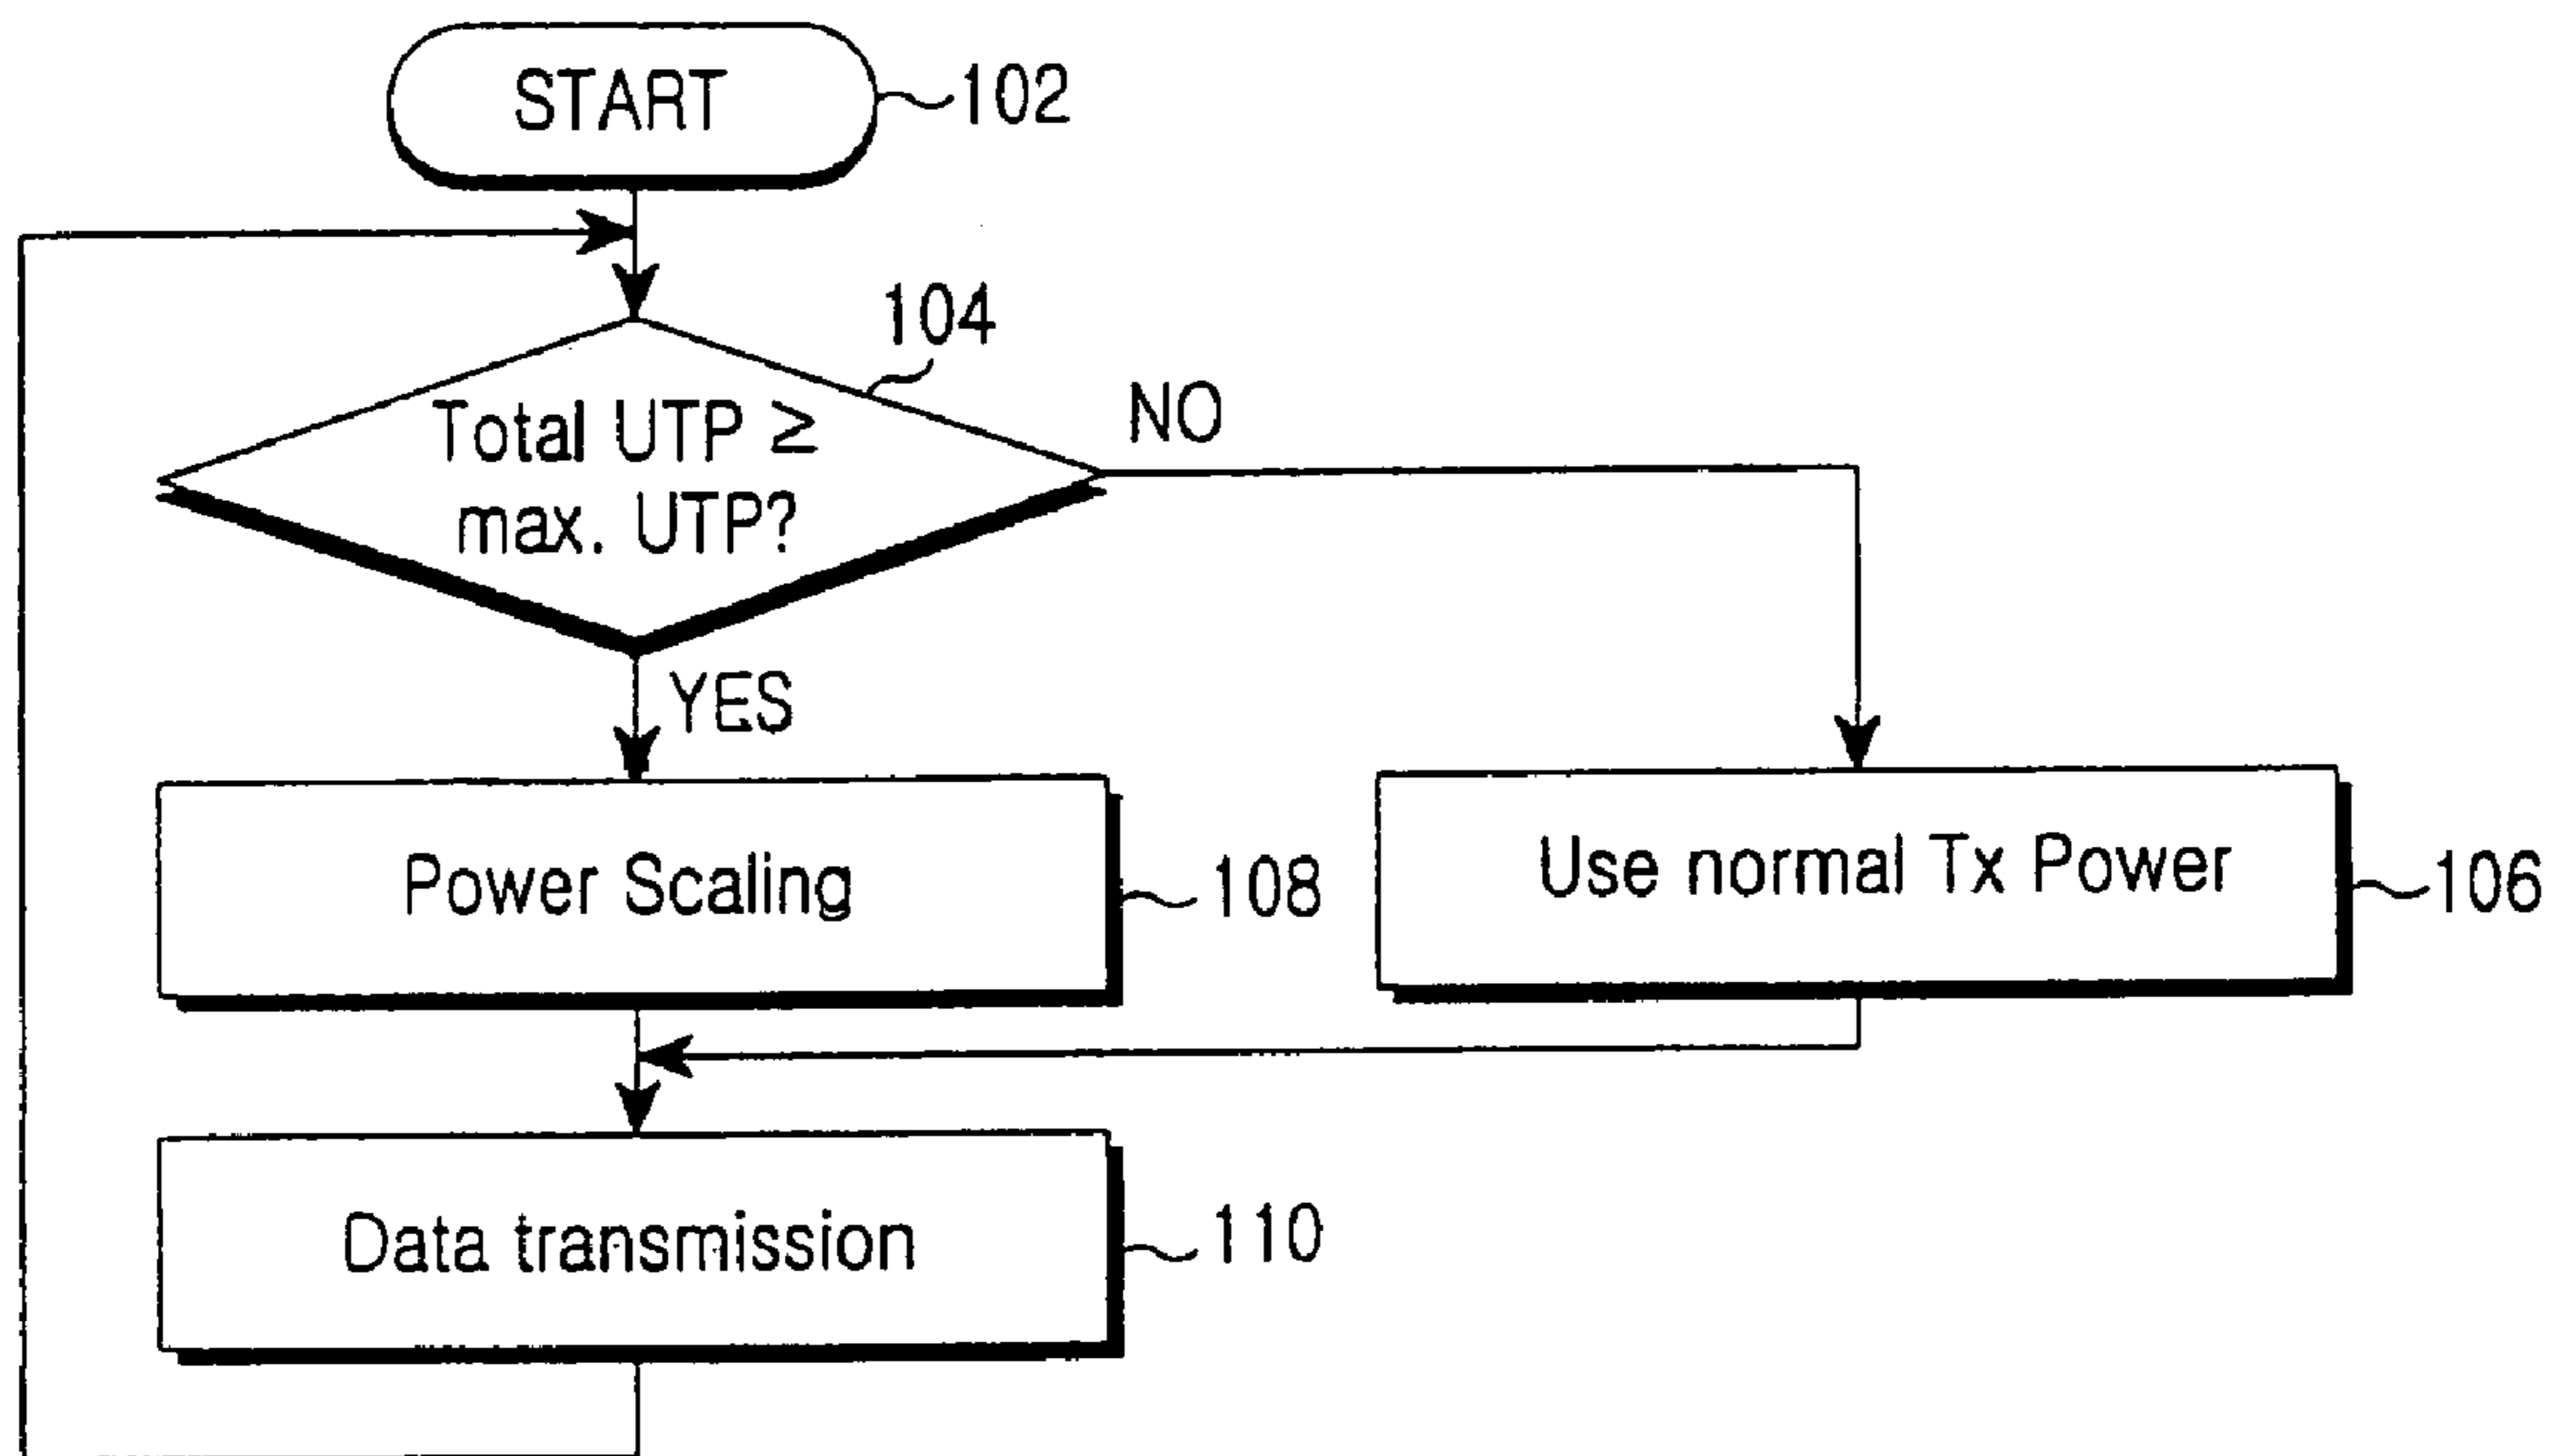 START
102
104
Total UTP ≥
max. UTP?
NO
YES
Power Scaling
108
Use normal Tx Power
106
Data transmission
110